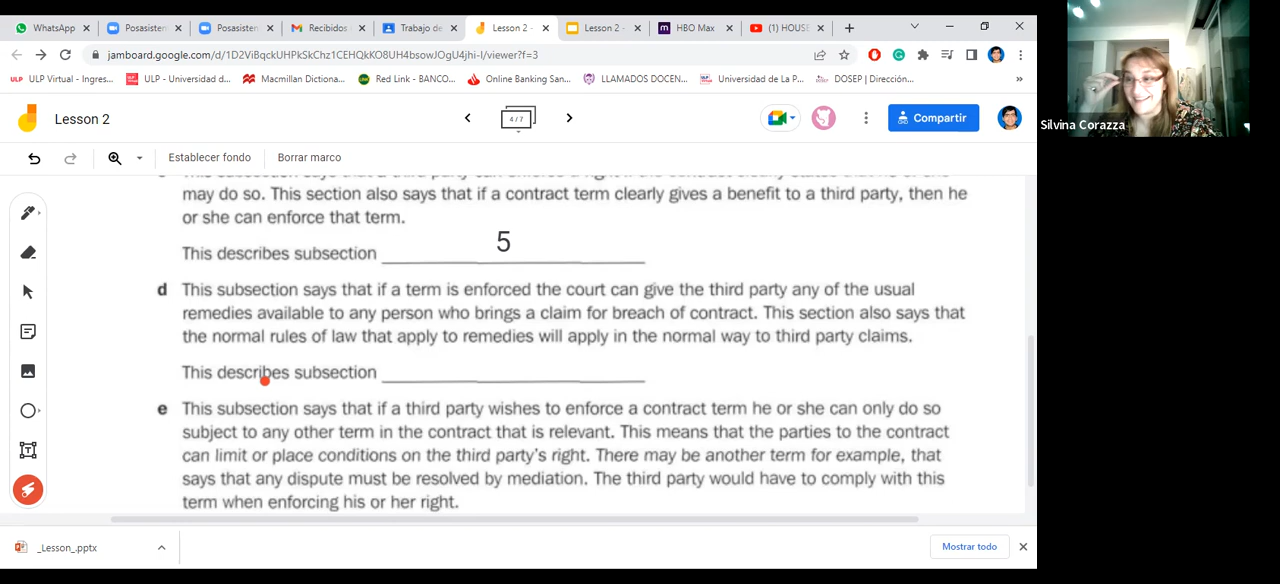 WhatsApp
Posasisten
Posasisten
Recibidos
Trabajo de
Lesson 2 -
Lesson 2 -
HBO Max
(1) HOUSE
jamboard.google.com/d/1D2ViBqckUHPkSkChz1CEHQkKO8UH4bsowJOgU4jhi-I/viewer?f=3
ULP Virtual - Ingres...
ULP - Universidad d...
Macmillan Dictiona...
Red Link - BANCO...
Online Banking San...
LLAMADOS DOCEN...
Universidad de La P...
DOSEP | Dirección...
Lesson 2
4 / 7
Compartir
Silvina Corazza
Establecer fondo
Borrar marco
may do so. This section also says that if a contract term clearly gives a benefit to a third party, then he
or she can enforce that term.
This describes subsection 5
d This subsection says that if a term is enforced the court can give the third party any of the usual
remedies available to any person who brings a claim for breach of contract. This section also says that
the normal rules of law that apply to remedies will apply in the normal way to third party claims.
This describes subsection
e This subsection says that if a third party wishes to enforce a contract term he or she can only do so
subject to any other term in the contract that is relevant. This means that the parties to the contract
can limit or place conditions on the third party's right. There may be another term for example, that
says that any dispute must be resolved by mediation. The third party would have to comply with this
term when enforcing his or her right.
_Lesson_.pptx
Mostrar todo